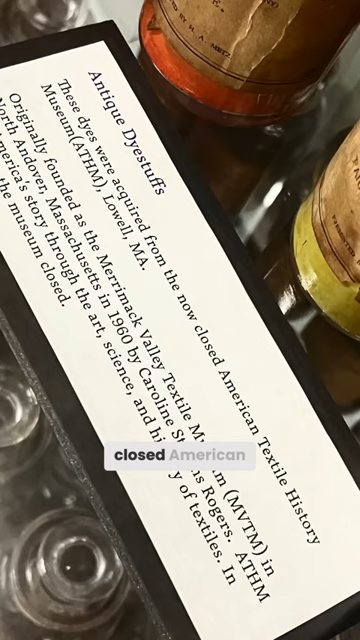 Antique Dyestuffs
These dyes were acquired from the now closed American Textile History
Museum(ATHM), Lowell, MA.
Originally founded as the Merrimack Valley Textile (MVTM) in
North Andover, Massachusetts in 1960 by Caroline Rogers. ATHM
America's story through the art, science, and of textiles. In
the museum closed.
closed American
BY H. A. METZ